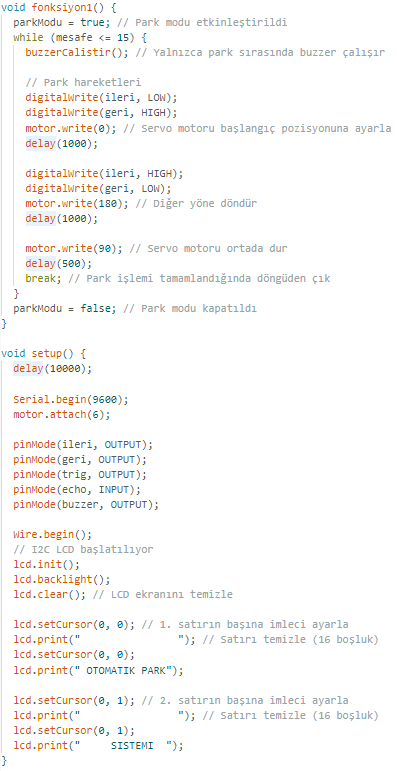 void fonksiyon1() {
  parkModu = true; // Park modu etkinleştirildi
  while (mesafe <= 15) {
    buzzerCalistir(); // Yalnızca park sırasında buzzer çalışır

    // Park hareketleri
    digitalWrite(ileri, LOW);
    digitalWrite(geri, HIGH);
    motor.write(0); // Servo motoru başlangıç pozisyonuna ayarla
    delay(1000);

    digitalWrite(ileri, HIGH);
    digitalWrite(geri, LOW);
    motor.write(180); // Diğer yöne döndür
    delay(1000);

    motor.write(90); // Servo motoru ortada dur
    delay(500);
    break; // Park işlemi tamamlandığında döngüden çık
  }
  parkModu = false; // Park modu kapatıldı
}

void setup() {
  delay(10000);

  Serial.begin(9600);
  motor.attach(6);

  pinMode(ileri, OUTPUT);
  pinMode(geri, OUTPUT);
  pinMode(trig, OUTPUT);
  pinMode(echo, INPUT);
  pinMode(buzzer, OUTPUT);

  Wire.begin();
  // I2C LCD başlatılıyor
  lcd.init();
  lcd.backlight();
  lcd.clear(); // LCD ekranını temizle

  lcd.setCursor(0, 0); // 1. satırın başına imleci ayarla
  lcd.print("                "); // Satırı temizle (16 boşluk)
  lcd.setCursor(0, 0);
  lcd.print(" OTOMATIK PARK");

  lcd.setCursor(0, 1); // 2. satırın başına imleci ayarla
  lcd.print("                "); // Satırı temizle (16 boşluk)
  lcd.setCursor(0, 1);
  lcd.print("    SISTEMI  ");
}